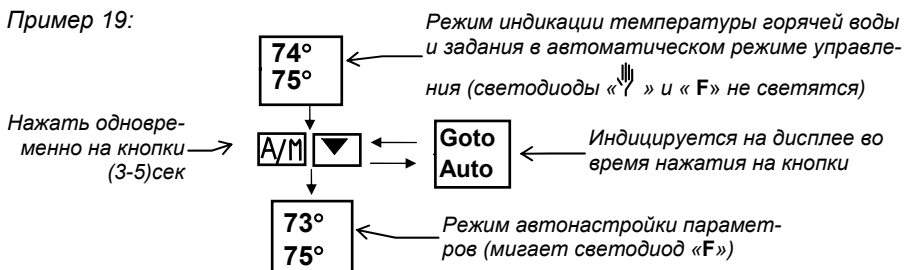 Пример 19:
Режим индикации температуры горячей воды
и задания в автоматическом режиме управле-
ния (светодиоды « » и « F» не светятся)
74°
75°
Нажать одновре-
менно на кнопки
(3-5)сек
A/M
Goto
Auto
Индицируется на дисплее во
время нажатия на кнопки
73°
75°
Режим автонастройки парамет-
ров (мигает светодиод «F»)